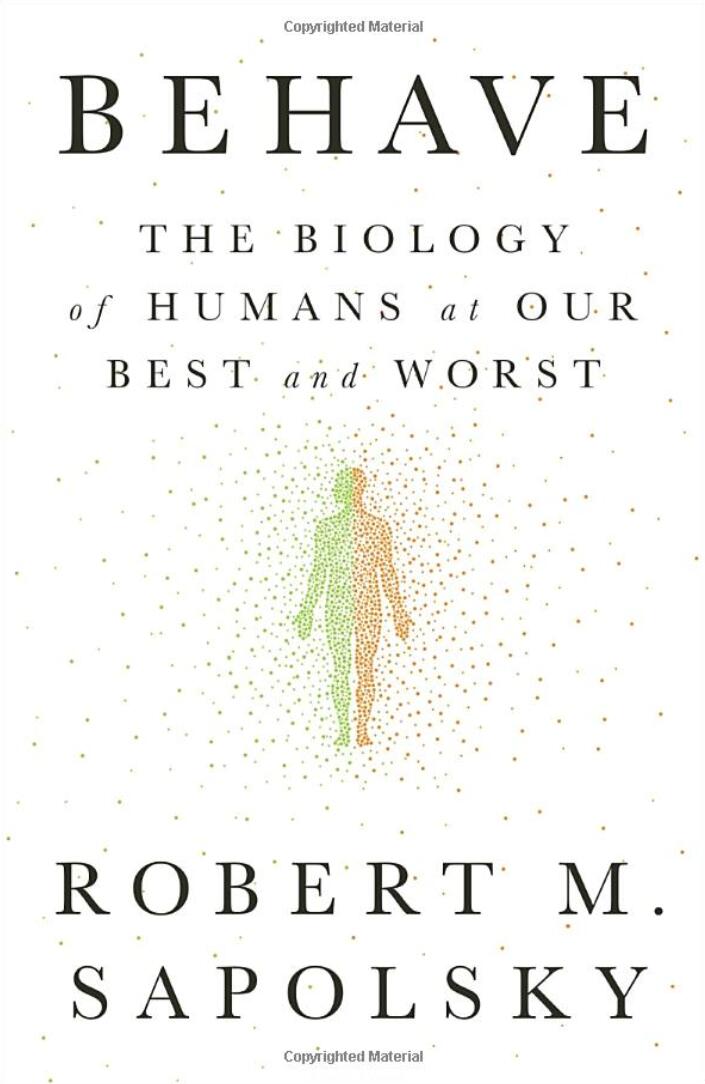 Copyrighted Material
BEHAVE
THE BIOLOGY
of HUMANS at OUR
BEST and WORST
ROBERT M.
SAPOLSKY
Copyrighted Material